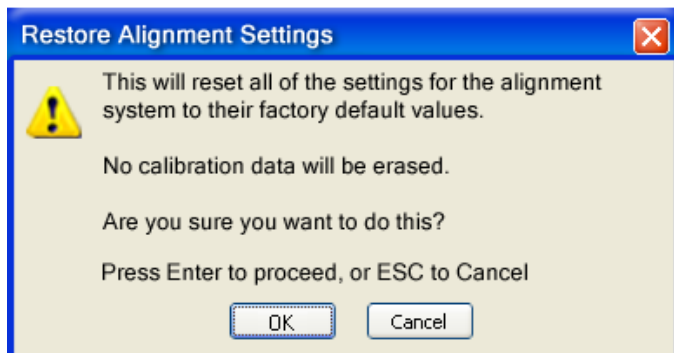 Restore Alignment Settings
This will reset all of the settings for the alignment
system to their factory default values.
No calibration data will be erased.
Are you sure you want to do this?
Press Enter to proceed, or ESC to Cancel
OK
Cancel